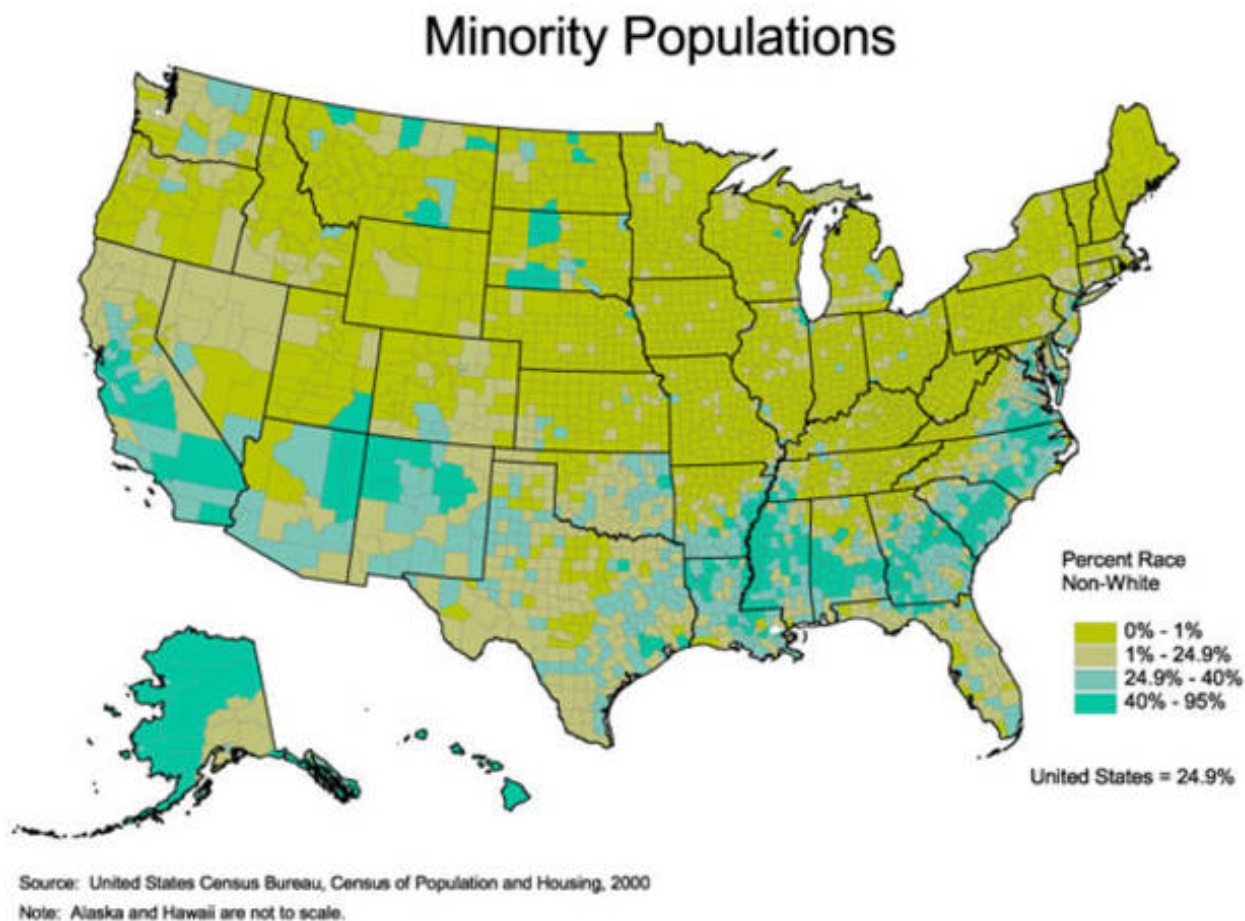 Minority Populations
Percent Race
Non-White
0% - 1%
1% - 24.9%
24.9% - 40%
40% - 95%
United States = 24.9%
Source: United States Census Bureau, Census of Population and Housing, 2000
Note: Alaska and Hawaii are not to scale.